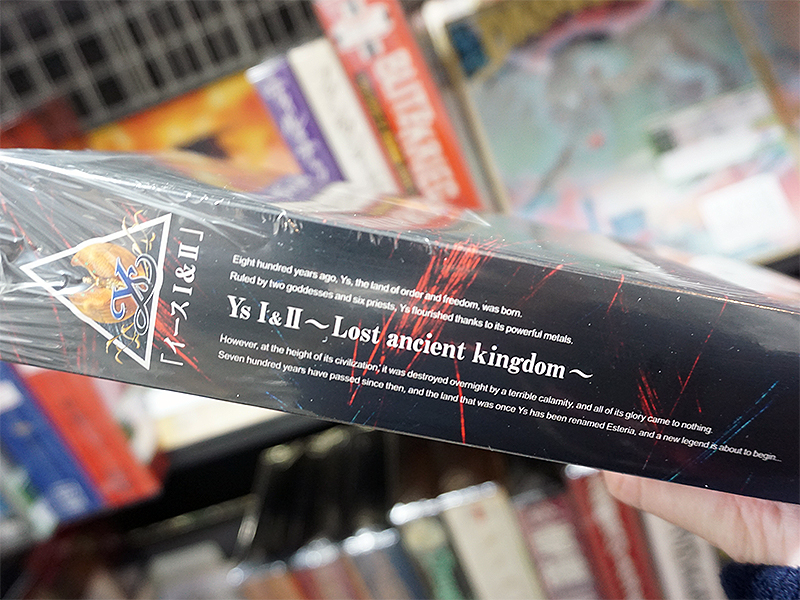 Ys
「イース I&II」
Eight hundred years ago, Ys, the land of order and freedom, was born.
Ruled by two goddesses and six priests, Ys flourished thanks to its powerful metals.
Ys I&II～Lost ancient kingdom～
However, at the height of its civilization, it was destroyed overnight by a terrible calamity, and all of its glory came to nothing.
Seven hundred years have passed since then, and the land that was once Ys has been renamed Esteria, and a new legend is about to begin...
BLITZKRIEG